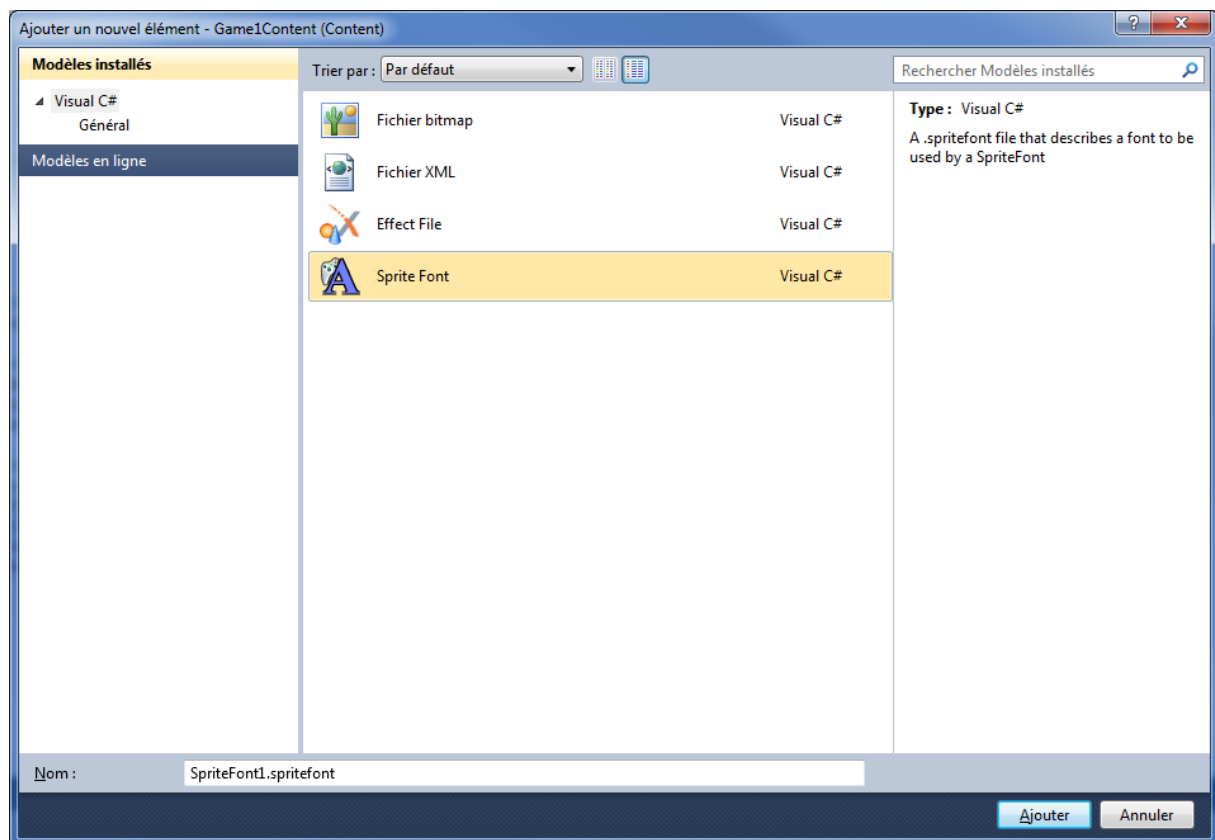 Ajouter un nouvel élément - Game1Content (Content)
?
X
Modèles installés
Trier par : Par défaut
Rechercher Modèles installés
Visual C#
Général
Modèles en ligne
Fichier bitmap Visual C#
Fichier XML Visual C#
Effect File Visual C#
Sprite Font Visual C#
Type : Visual C#
A .spritefont file that describes a font to be
used by a SpriteFont
Nom : SpriteFont1.spritefont
Ajouter Annuler